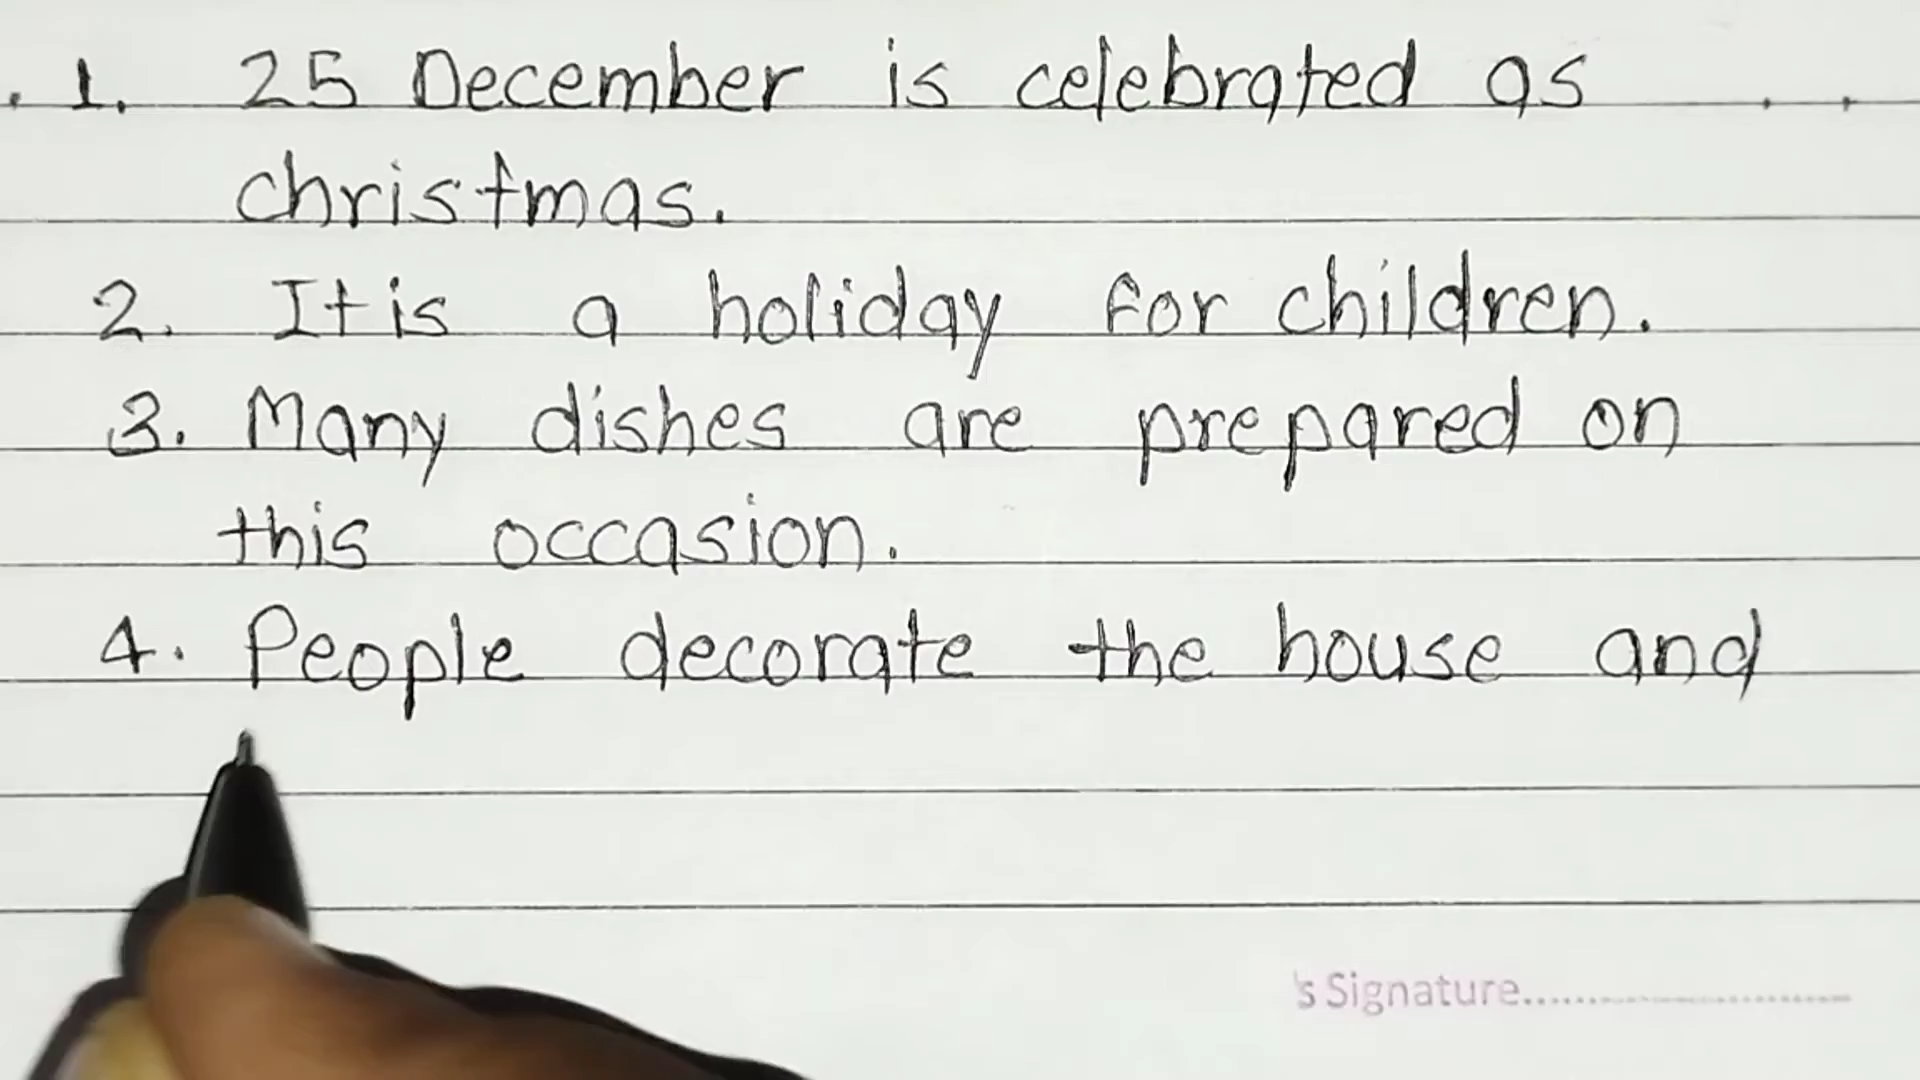 1. 25 December is celebrated as
christmas.
2. It is a holiday for children.
3. Many dishes are prepared on
this occasion.
4. People decorate the house and
's Signature..............................